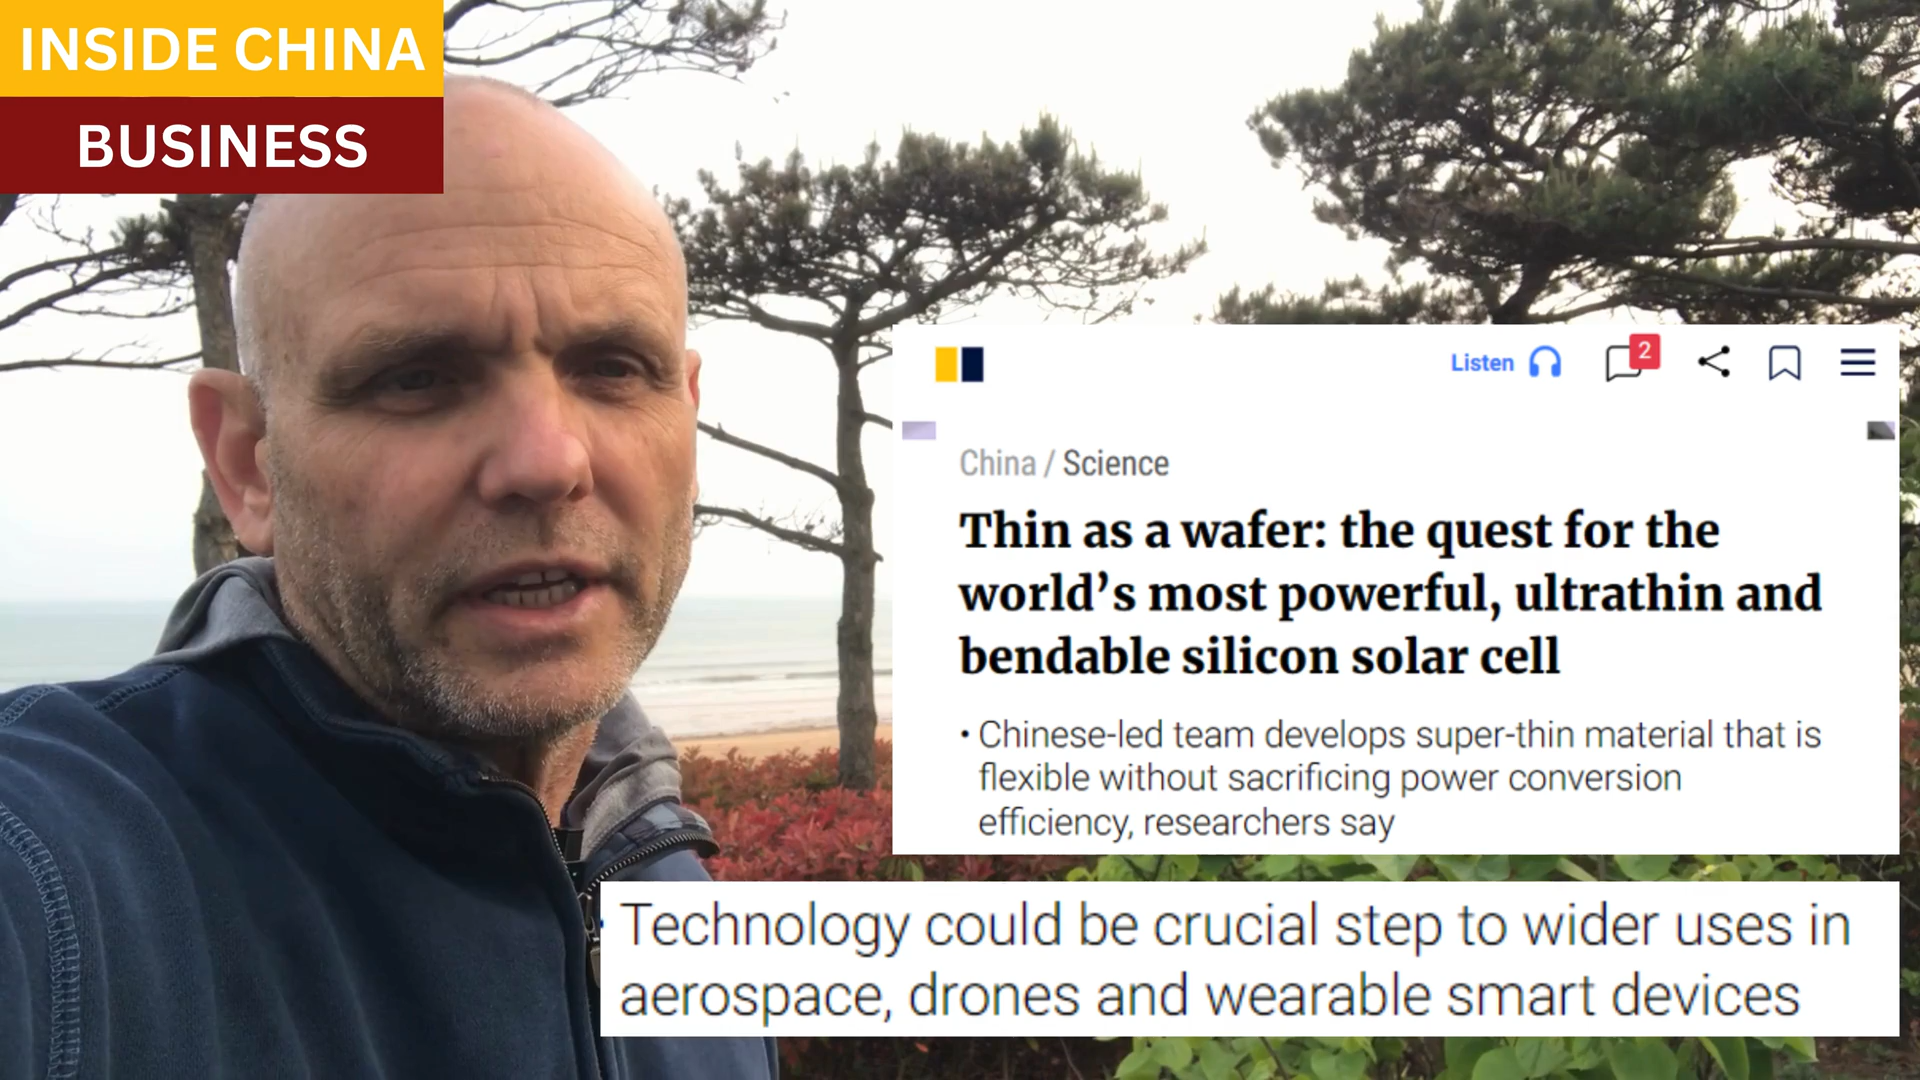 INSIDE CHINA
BUSINESS
Listen
2
China / Science
Thin as a wafer: the quest for the
world’s most powerful, ultrathin and
bendable silicon solar cell
• Chinese-led team develops super-thin material that is
flexible without sacrificing power conversion
efficiency, researchers say
Technology could be crucial step to wider uses in
aerospace, drones and wearable smart devices